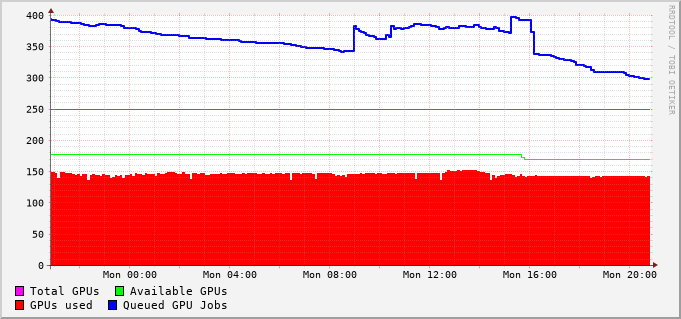 400
350
300
250
200
150
100
50
0
Mon 00:00 Mon 04:00 Mon 08:00 Mon 12:00 Mon 16:00 Mon 20:00
Total GPUs Available GPUs
GPUs used Queued GPU Jobs
RRDTOOL / TOBI OETIKER